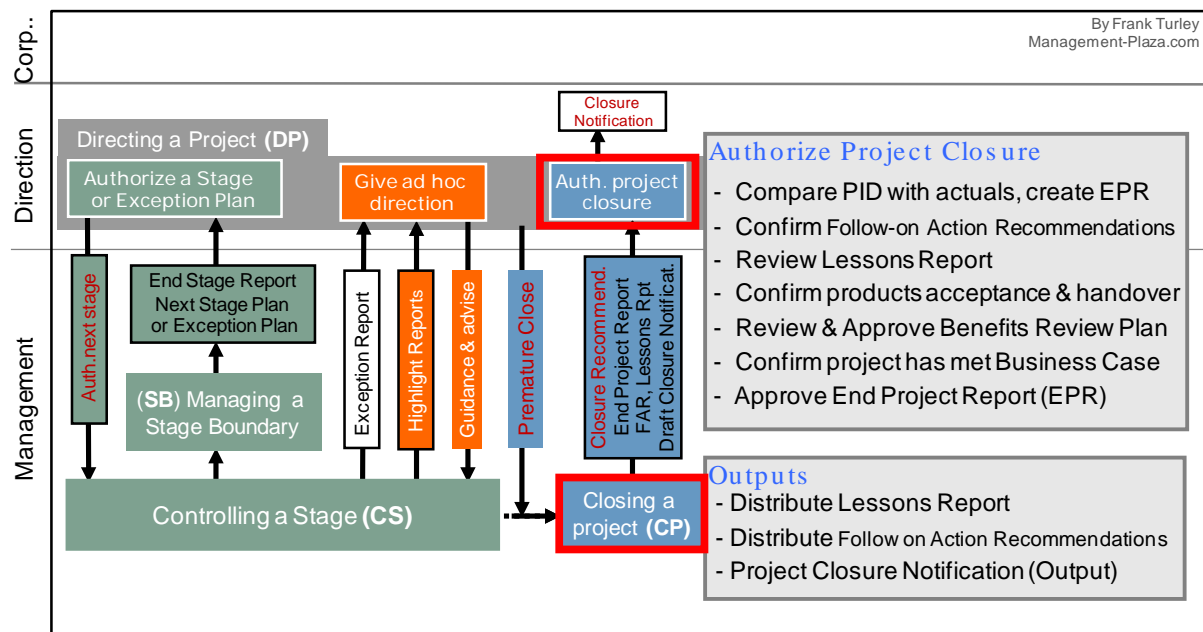 By Frank Turley
Management-Plaza.com
Corp..
Direction
Management
Closure
Notification
Directing a Project (DP)
Authorize a Stage
or Exception Plan
Give ad hoc
direction
Auth. project
closure
Auth.next stage
End Stage Report
Next Stage Plan
or Exception Plan
(SB) Managing a
Stage Boundary
Exception Report
Highlight Reports
Guidance & advise
Premature Close
Closure Recommend.
End Project Report
FAR, Lessons Rpt
Draft Closure Notificat.
Controlling a Stage (CS)
Closing a
project (CP)
Authorize Project Closure
- Compare PID with actuals, create EPR
- Confirm Follow-on Action Recommendations
- Review Lessons Report
- Confirm products acceptance & handover
- Review & Approve Benefits Review Plan
- Confirm project has met Business Case
- Approve End Project Report (EPR)
Outputs
- Distribute Lessons Report
- Distribute Follow on Action Recommendations
- Project Closure Notification (Output)